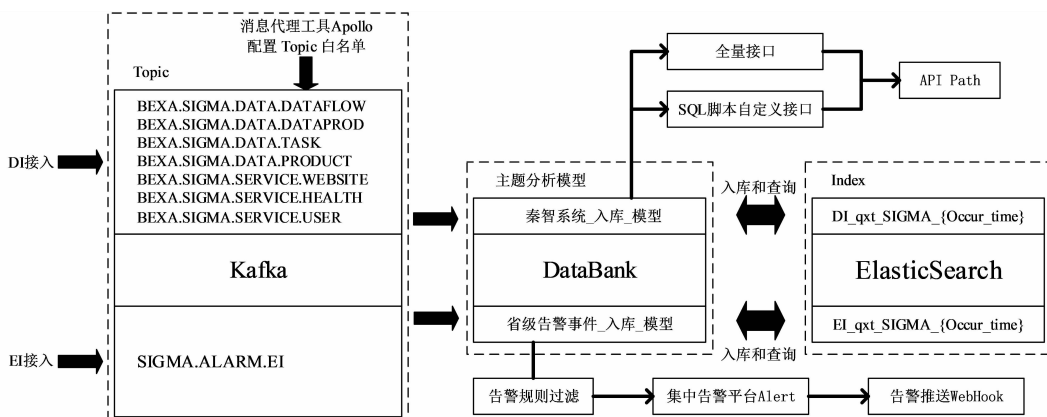 消息代理工具Apollo
配置 Topic 白名单
Topic
BEXA.SIGMA.DATA.DATAFLOW
BEXA.SIGMA.DATA.DATAPROD
BEXA.SIGMA.DATA.TASK
BEXA.SIGMA.DATA.PRODUCT
BEXA.SIGMA.SERVICE.WEBSITE
BEXA.SIGMA.SERVICE.HEALTH
BEXA.SIGMA.SERVICE.USER
DI接入
Kafka
EI接入
SIGMA.ALARM.EI
全量接口
SQL脚本自定义接口
API Path
主题分析模型
秦智系统_入库_模型
DataBank
省级告警事件_入库_模型
入库和查询
入库和查询
Index
DI_qxt_SIGMA_{Occur_time}
ElasticSearch
EI_qxt_SIGMA_{Occur_time}
告警规则过滤
集中告警平台Alert
告警推送WebHook